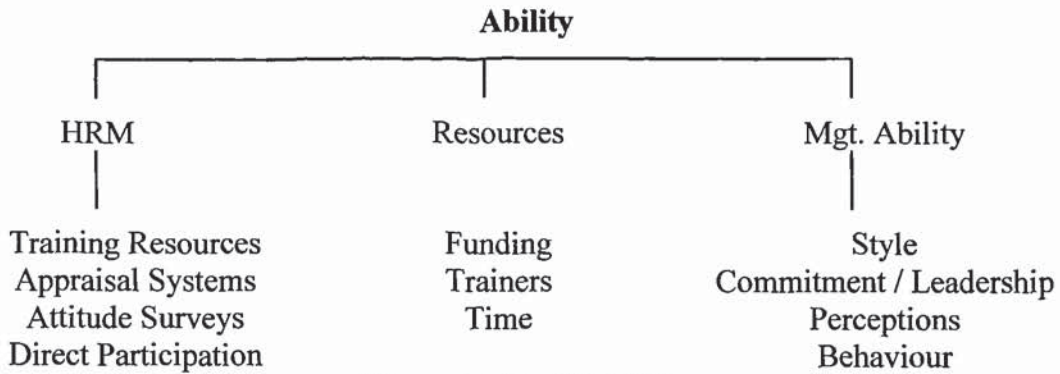 Ability
HRM
Resources
Mgt. Ability
Training Resources
Appraisal Systems
Attitude Surveys
Direct Participation
Funding
Trainers
Time
Style
Commitment / Leadership
Perceptions
Behaviour